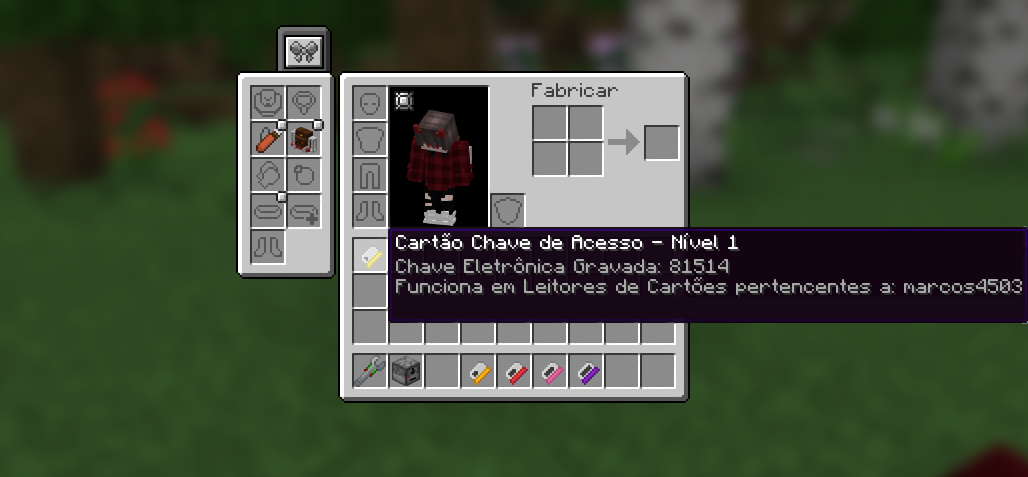 Fabricar
Cartão Chave de Acesso - Nível 1
Chave Eletrônica Gravada: 81514
Funciona em Leitores de Cartões pertencentes a: marcos4503